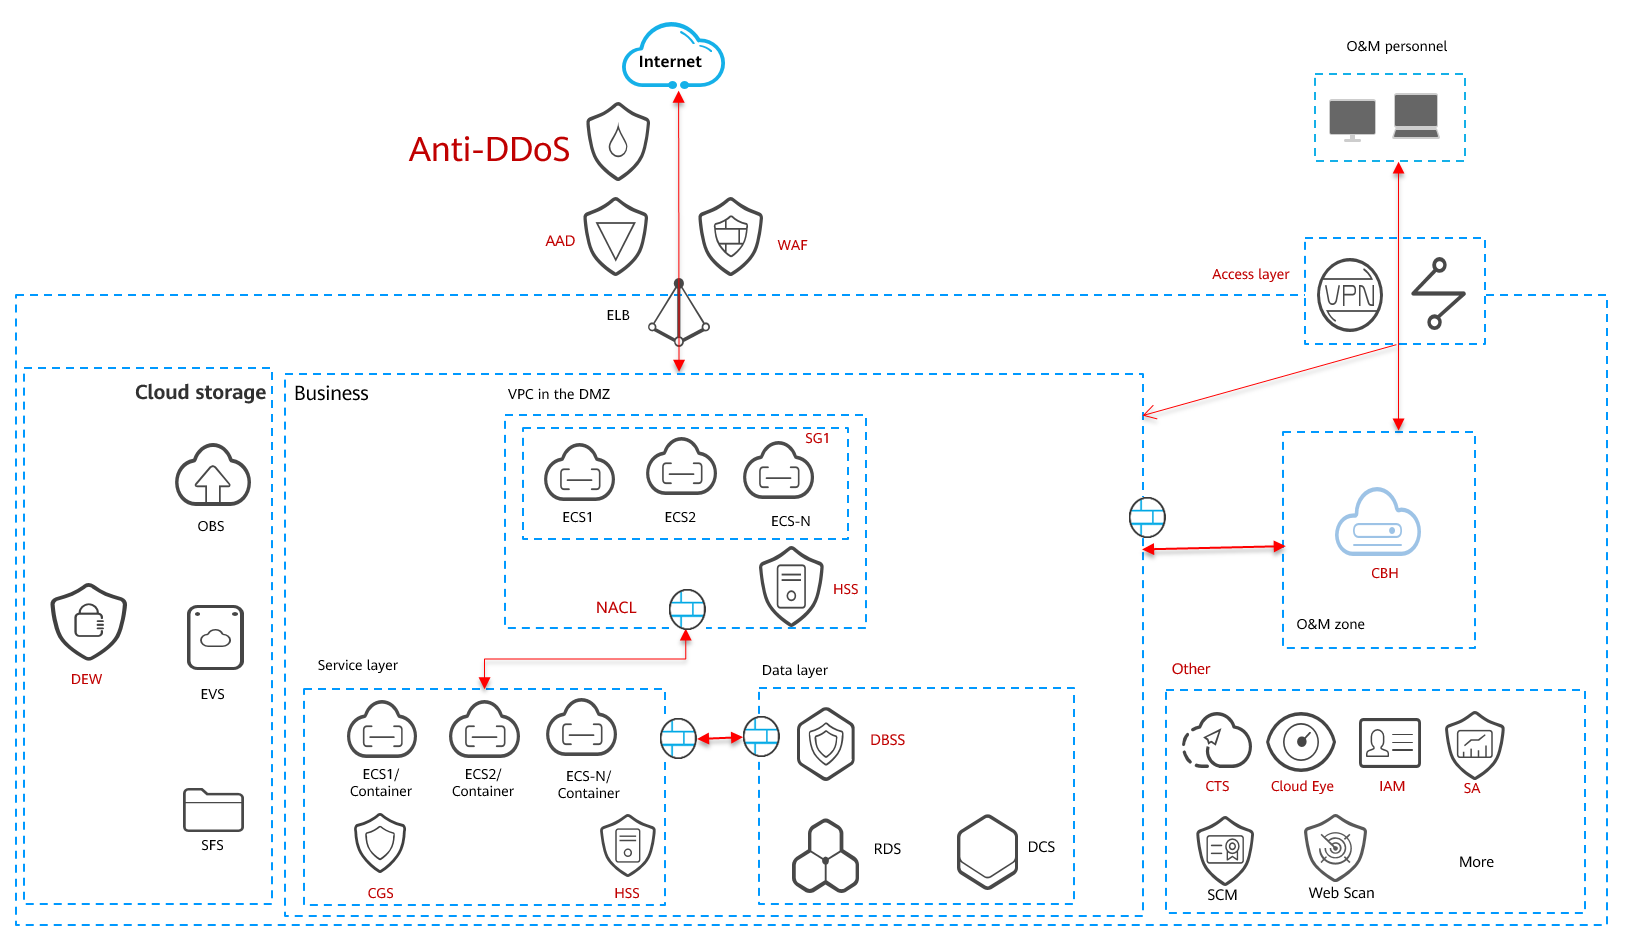 Internet
O&M personnel
Anti-DDoS
AAD
WAF
Access layer
VPN
ELB
Cloud storage
Business
VPC in the DMZ
SG1
ECS1
ECS2
ECS-N
OBS
CBH
HSS
NACL
O&M zone
DEW
EVS
Service layer
Data layer
Other
DBSS
ECS1/
Container
ECS2/
Container
ECS-N/
Container
CTS
Cloud Eye
IAM
SA
SFS
RDS
DCS
More
CGS
HSS
SCM
Web Scan